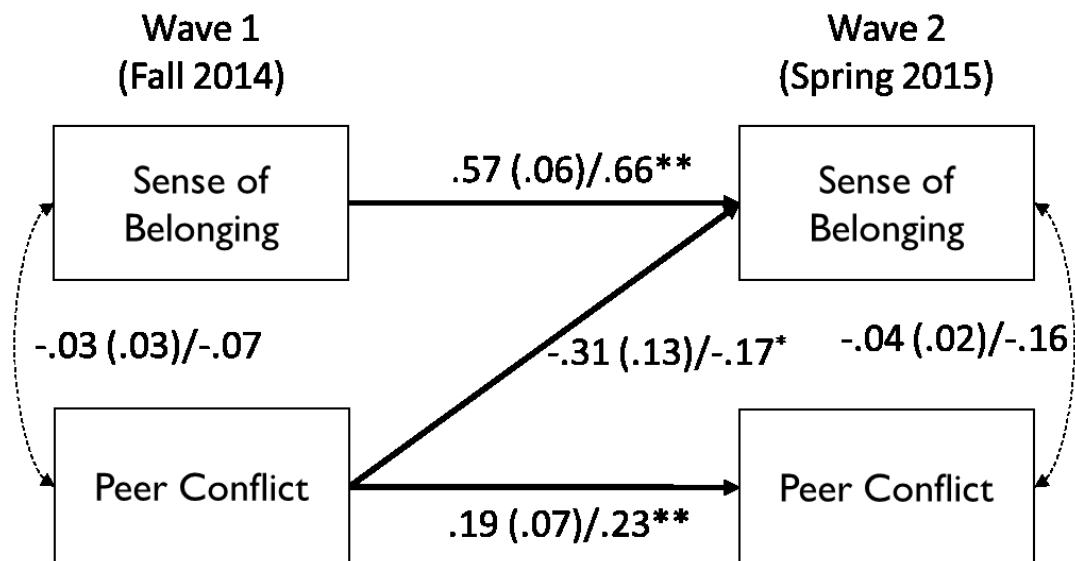 Wave 1
(Fall 2014)
Wave 2
(Spring 2015)
Sense of
Belonging
.57 (.06)/.66**
Sense of
Belonging
-.03 (.03)/-.07
-.31 (.13)/-.17*
-.04 (.02)/-.16
Peer Conflict
.19 (.07)/.23**
Peer Conflict